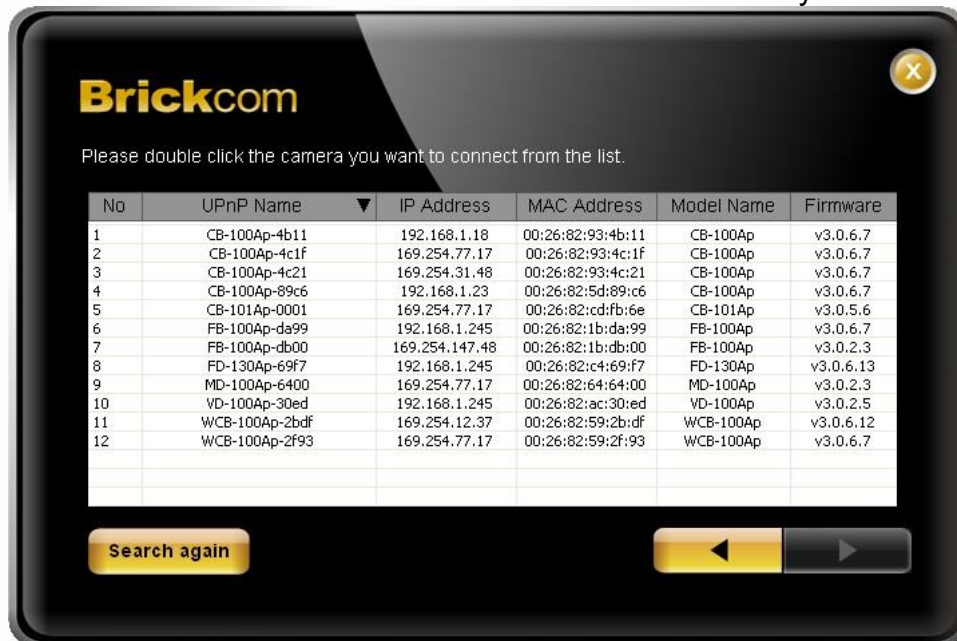 y
Brickcom
Please double click the camera you want to connect from the list.
No UPnP Name ▼ IP Address MAC Address Model Name Firmware
1 CB-100Ap-4b11 192.168.1.18 00:26:82:93:4b:11 CB-100Ap v3.0.6.7
2 CB-100Ap-4c1f 169.254.77.17 00:26:82:93:4c:1f CB-100Ap v3.0.6.7
3 CB-100Ap-4c21 169.254.31.48 00:26:82:93:4c:21 CB-100Ap v3.0.6.7
4 CB-100Ap-89c6 192.168.1.23 00:26:82:5d:89:c6 CB-100Ap v3.0.6.7
5 CB-101Ap-0001 169.254.77.17 00:26:82:cd:fb:6e CB-101Ap v3.0.5.6
6 FB-100Ap-da99 192.168.1.245 00:26:82:1b:da:99 FB-100Ap v3.0.6.7
7 FB-100Ap-db00 169.254.147.48 00:26:82:1b:db:00 FB-100Ap v3.0.2.3
8 FD-130Ap-69f7 192.168.1.245 00:26:82:c4:69:f7 FD-130Ap v3.0.6.13
9 MD-100Ap-6400 169.254.77.17 00:26:82:64:64:00 MD-100Ap v3.0.2.3
10 VD-100Ap-30ed 192.168.1.245 00:26:82:ac:30:ed VD-100Ap v3.0.2.5
11 WCB-100Ap-2bdf 169.254.12.37 00:26:82:59:2b:df WCB-100Ap v3.0.6.12
12 WCB-100Ap-2f93 169.254.77.17 00:26:82:59:2f:93 WCB-100Ap v3.0.6.7
Search again